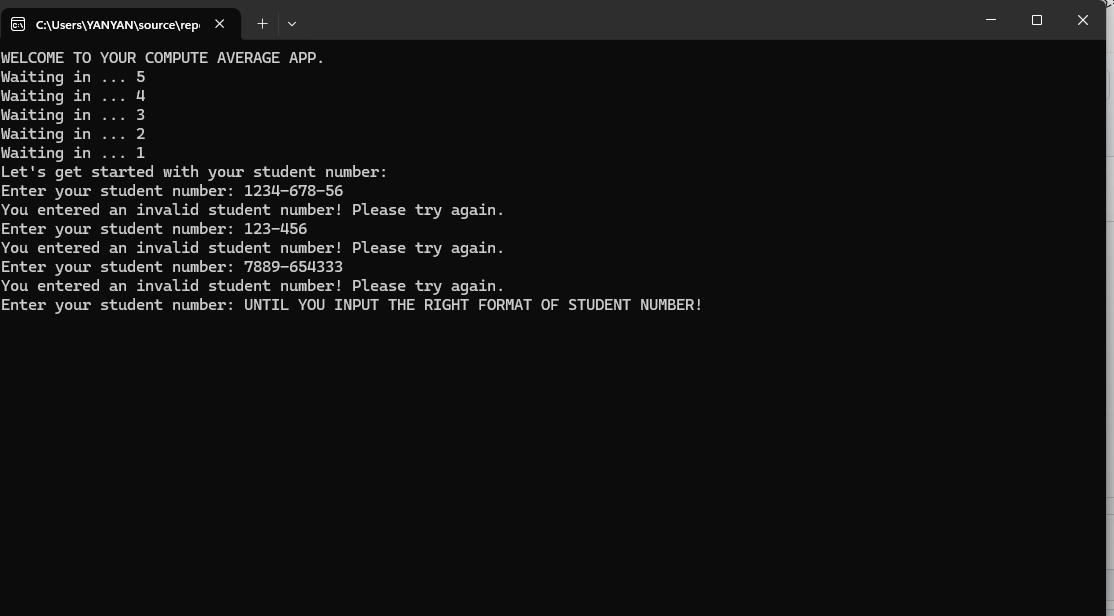 C:\Users\YANYAN\source\rep
WELCOME TO YOUR COMPUTE AVERAGE APP.
Waiting in ... 5
Waiting in ... 4
Waiting in ... 3
Waiting in ... 2
Waiting in ... 1
Let's get started with your student number:
Enter your student number: 1234-678-56
You entered an invalid student number! Please try again.
Enter your student number: 123-456
You entered an invalid student number! Please try again.
Enter your student number: 7889-654333
You entered an invalid student number! Please try again.
Enter your student number: UNTIL YOU INPUT THE RIGHT FORMAT OF STUDENT NUMBER!